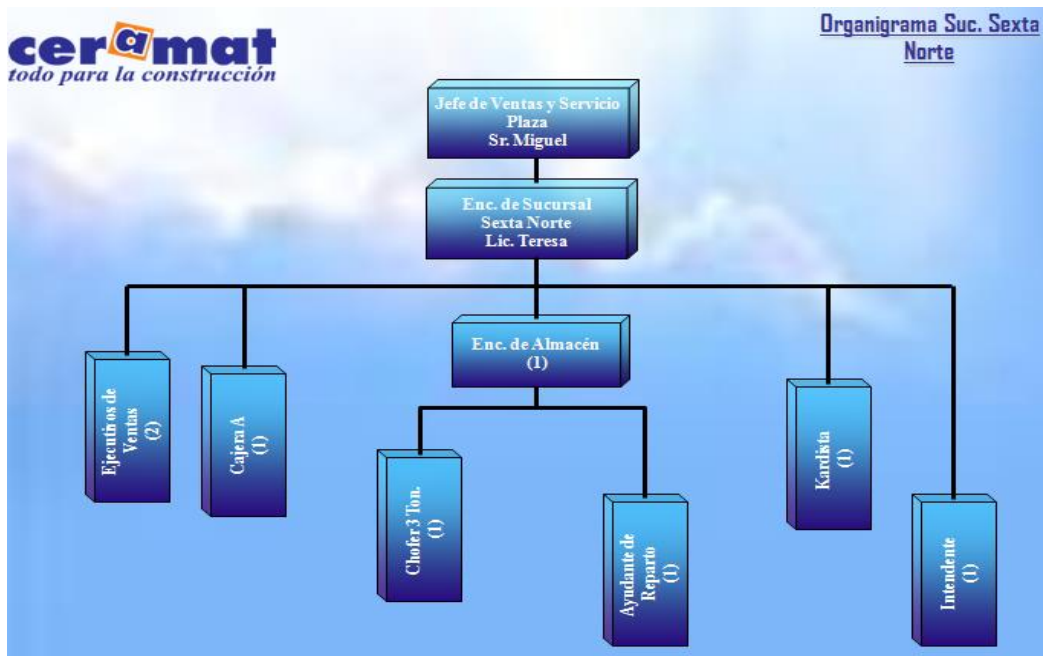 ceramat
todo para la construcción
Organigrama Suc. Sexta
Norte
Jefe de Ventas y Servicio
Plaza
Sr. Miguel
Enc. de Sucursal
Sexta Norte
Lic. Teresa
Enc. de Almacén
(1)
Ejecutivos de
Ventas
(2)
Cajera A
(1)
Chofer 3 Ton.
(1)
Ayudante de
Reparto
(1)
Kardista
(1)
Intendente
(1)